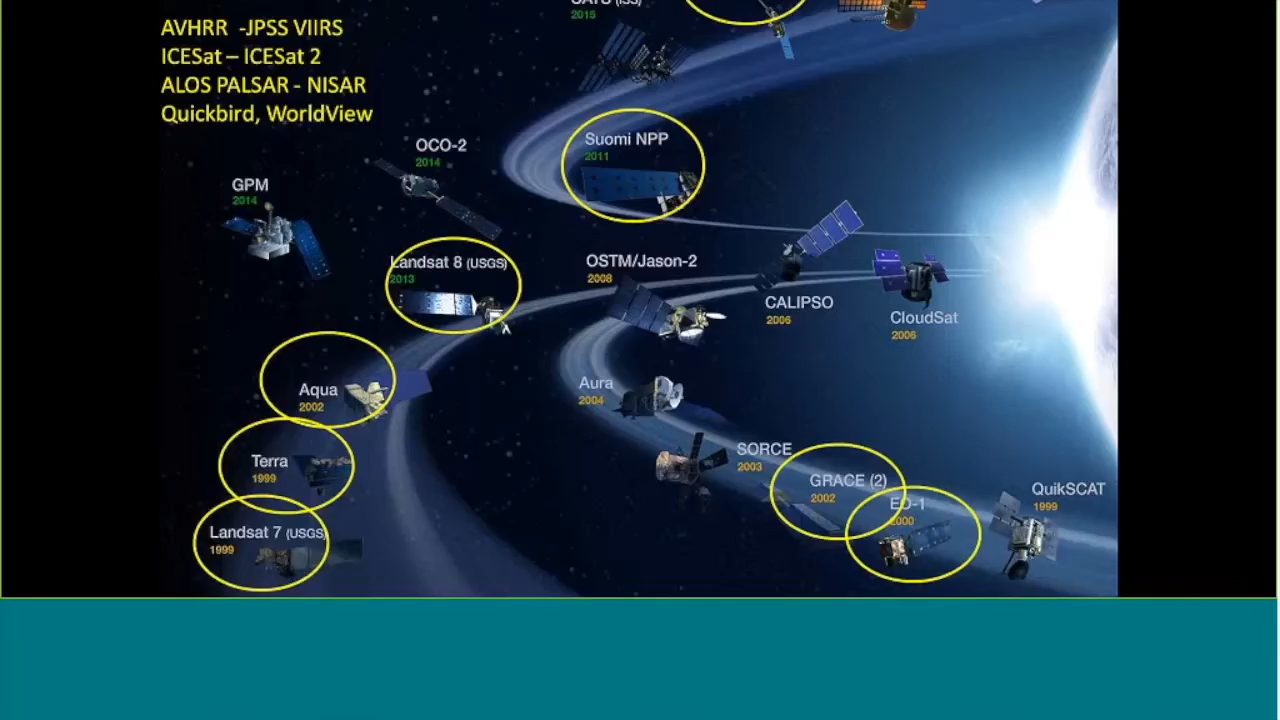 AVHRR -JPSS VIIRS
ICESat – ICESat 2
ALOS PALSAR - NISAR
Quickbird, WorldView
2015
Suomi NPP
2011
OCO-2
2014
GPM
2014
Landsat 8 (USGS)
2013
OSTM/Jason-2
2008
CALIPSO
2006
CloudSat
2006
Aqua
2002
Aura
2004
Terra
1999
SORCE
2003
GRACE (2)
2002
EO-1
2000
QuikSCAT
1999
Landsat 7 (USGS)
1999